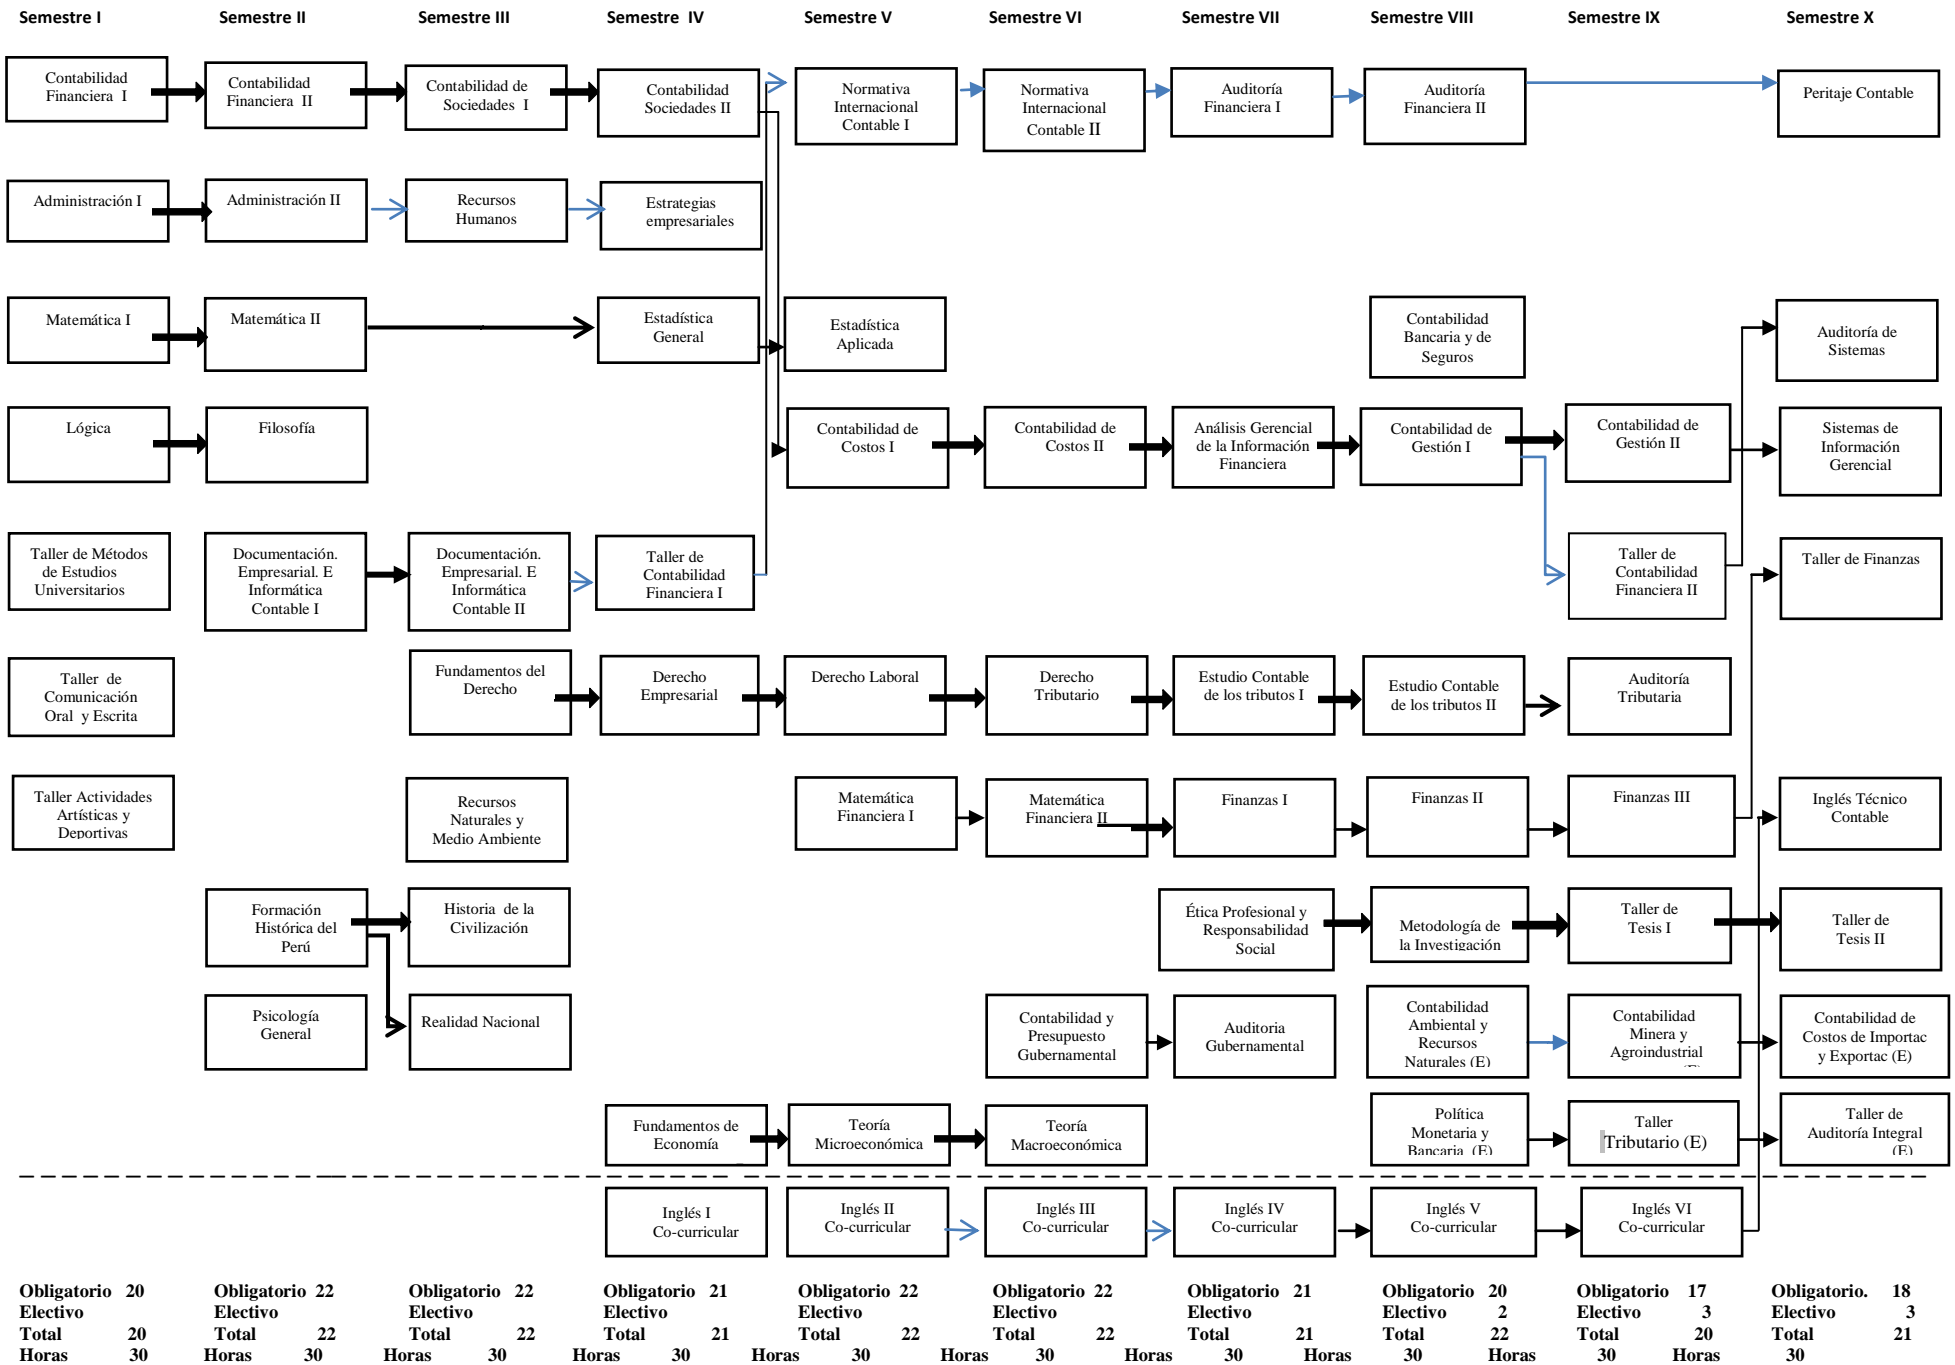 Semestre I
Semestre II
Semestre III
Semestre IV
Semestre V
Semestre VI
Semestre VII
Semestre VIII
Semestre IX
Semestre X
Contabilidad
Financiera I
Contabilidad
Financiera II
Contabilidad de
Sociedades I
Contabilidad
Sociedades II
Normativa
Internacional
Contable I
Normativa
Internacional
Contable II
Auditoría
Financiera I
Auditoría
Financiera II
Peritaje Contable
Administración I
Administración II
Recursos
Humanos
Estrategias
empresariales
Matemática I
Matemática II
Estadística
General
Estadística
Aplicada
Contabilidad
Bancaria y de
Seguros
Auditoría de
Sistemas
Lógica
Filosofía
Contabilidad de
Costos I
Contabilidad de
Costos II
Análisis Gerencial
de la Información
Financiera
Contabilidad de
Gestión I
Contabilidad de
Gestión II
Sistemas de
Información
Gerencial
Taller de Métodos
de Estudios
Universitarios
Documentación.
Empresarial. E
Informática
Contable I
Documentación.
Empresarial. E
Informática
Contable II
Taller de
Contabilidad
Financiera I
Taller de
Contabilidad
Financiera II
Taller de Finanzas
Taller de
Comunicación
Oral y Escrita
Fundamentos del
Derecho
Derecho
Empresarial
Derecho Laboral
Derecho
Tributario
Estudio Contable
de los tributos I
Estudio Contable
de los tributos II
Auditoría
Tributaria
Taller Actividades
Artísticas y
Deportivas
Recursos
Naturales y
Medio Ambiente
Matemática
Financiera I
Matemática
Financiera II
Finanzas I
Finanzas II
Finanzas III
Inglés Técnico
Contable
Formación
Histórica del
Perú
Historia de la
Civilización
Ética Profesional y
Responsabilidad
Social
Metodología de
la Investigación
Taller de
Tesis I
Taller de
Tesis II
Psicología
General
Realidad Nacional
Contabilidad y
Presupuesto
Gubernamental
Auditoria
Gubernamental
Contabilidad
Ambiental y
Recursos
Naturales (E)
Contabilidad
Minera y
Agroindustrial
(E)
Contabilidad de
Costos de Importac
y Exportac (E)
Fundamentos de
Economía
Teoría
Microeconómica
Teoría
Macroeconómica
Política
Monetaria y
Bancaria (E)
Taller
Tributario (E)
Taller de
Auditoría Integral
(E)
Inglés I
Co-curricular
Inglés II
Co-curricular
Inglés III
Co-curricular
Inglés IV
Co-curricular
Inglés V
Co-curricular
Inglés VI
Co-curricular
Obligatorio 20 Obligatorio 22 Obligatorio 22 Obligatorio 21 Obligatorio 22 Obligatorio 22 Obligatorio 21 Obligatorio 20 Obligatorio 17 Obligatorio. 18
Electivo Electivo Electivo Electivo Electivo Electivo Electivo Electivo 2 Electivo 3 Electivo 3
Total 20 Total 22 Total 22 Total 21 Total 22 Total 22 Total 21 Total 22 Total 20 Total 21
Horas 30 Horas 30 Horas 30 Horas 30 Horas 30 Horas 30 Horas 30 Horas 30 Horas 30 Horas 30